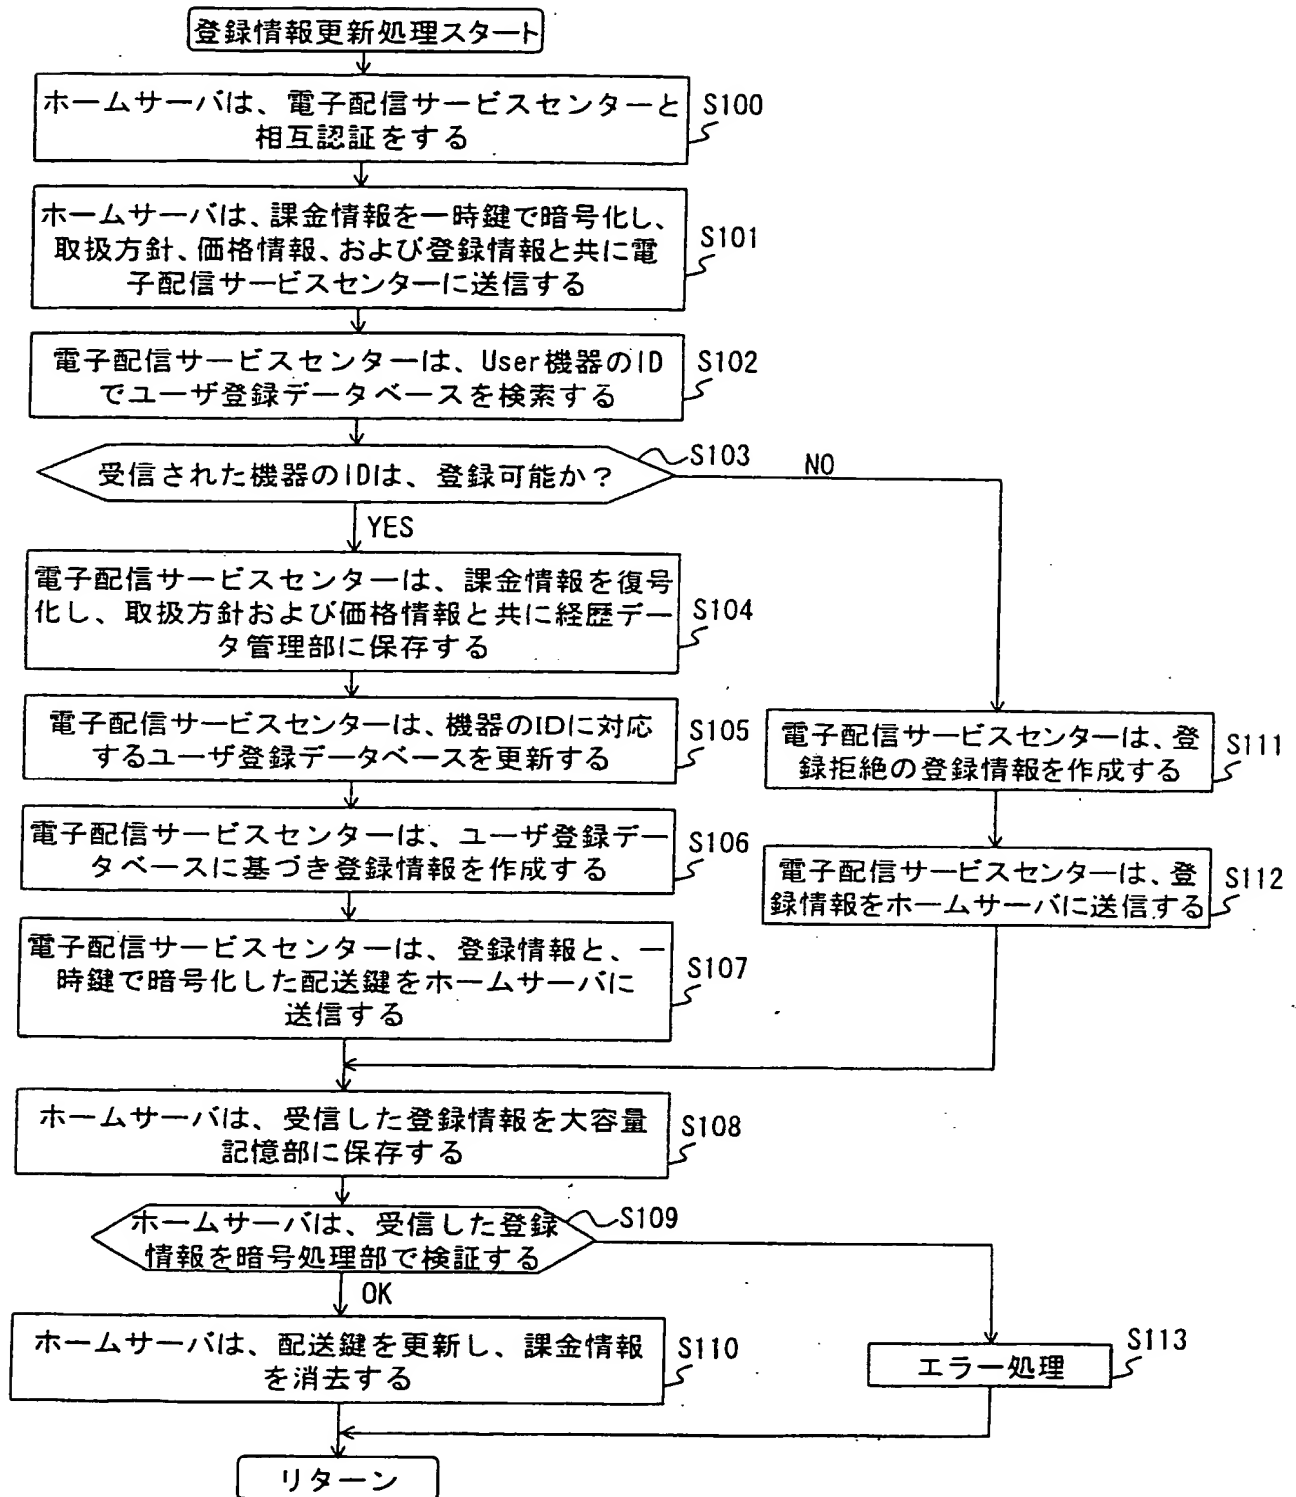 登録情報更新処理スタート
ホームサーバは、電子配信サービスセンターと
相互認証をする
S100
ホームサーバは、課金情報を一時鍵で暗号化し、
取扱方針、価格情報、および登録情報と共に電
子配信サービスセンターに送信する
S101
電子配信サービスセンターは、User機器のID
でユーザ登録データベースを検索する
S102
受信された機器のIDは、登録可能か？
S103
NO
YES
電子配信サービスセンターは、課金情報を復号
化し、取扱方針および価格情報と共に経歴デー
タ管理部に保存する
S104
電子配信サービスセンターは、機器のIDに対応
するユーザ登録データベースを更新する
S105
電子配信サービスセンターは、登
録拒絶の登録情報を作成する
S111
電子配信サービスセンターは、ユーザ登録デー
タベースに基づき登録情報を作成する
S106
電子配信サービスセンターは、登
録情報をホームサーバに送信する
S112
電子配信サービスセンターは、登録情報と、一
時鍵で暗号化した配送鍵をホームサーバに
送信する
S107
ホームサーバは、受信した登録情報を大容量
記憶部に保存する
S108
ホームサーバは、受信した登録
情報を暗号処理部で検証する
S109
OK
ホームサーバは、配送鍵を更新し、課金情報
を消去する
S110
エラー処理
S113
リターン